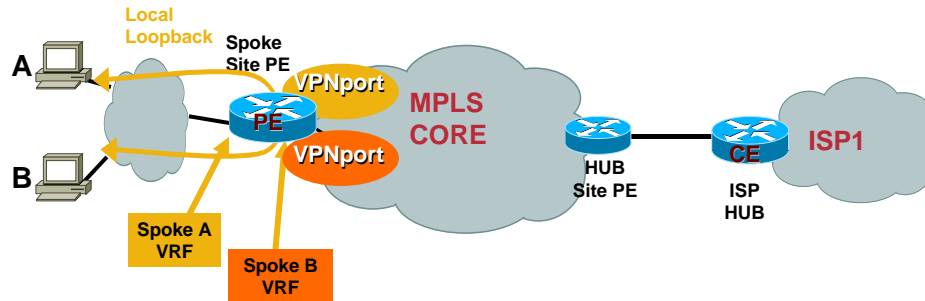 Local
Loopback
A
Spoke
Site PE
VPNport
PE
MPLS
CORE
VPNport
B
HUB
Site PE
CE
ISP1
ISP
HUB
Spoke A
VRF
Spoke B
VRF